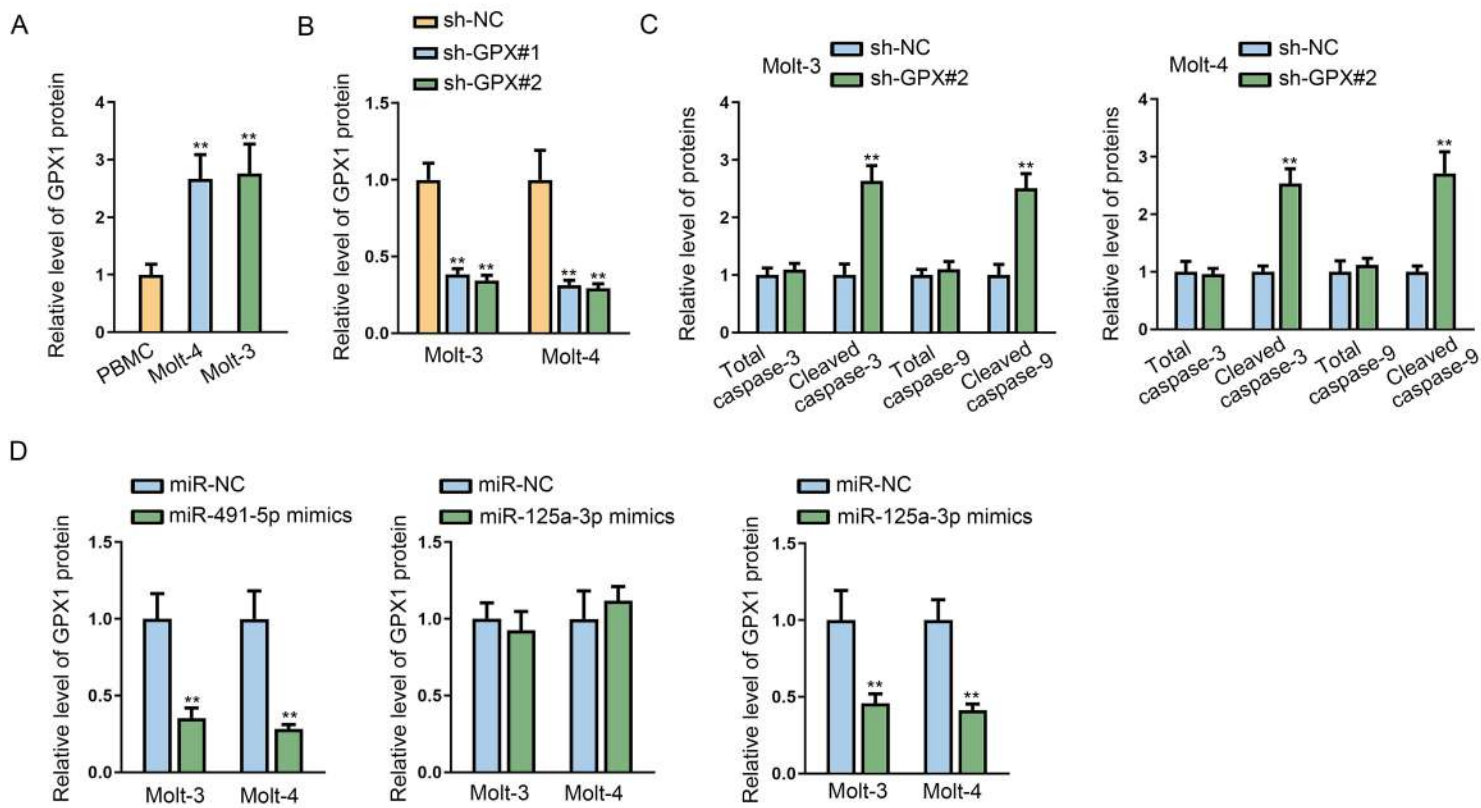 A
Relative level of GPX1 protein
4
3
2
1
0
**
**
PBMC
Molt-4
Molt-3
B
sh-NC
sh-GPX#1
sh-GPX#2
Relative level of GPX1 protein
1.5
1.0
0.5
0.0
**
**
**
**
Molt-3
Molt-4
C
Molt-3
sh-NC
sh-GPX#2
Relative level of proteins
4
3
2
1
0
**
**
Total
caspase-3
Cleaved
caspase-3
Total
caspase-9
Cleaved
caspase-9
Molt-4
sh-NC
sh-GPX#2
Relative level of proteins
4
3
2
1
0
**
**
Total
caspase-3
Cleaved
caspase-3
Total
caspase-9
Cleaved
caspase-9
D
miR-NC
miR-491-5p mimics
Relative level of GPX1 protein
1.5
1.0
0.5
0.0
**
**
Molt-3
Molt-4
miR-NC
miR-125a-3p mimics
Relative level of GPX1 protein
1.5
1.0
0.5
0.0
Molt-3
Molt-4
miR-NC
miR-125a-3p mimics
Relative level of GPX1 protein
1.5
1.0
0.5
0.0
**
**
Molt-3
Molt-4